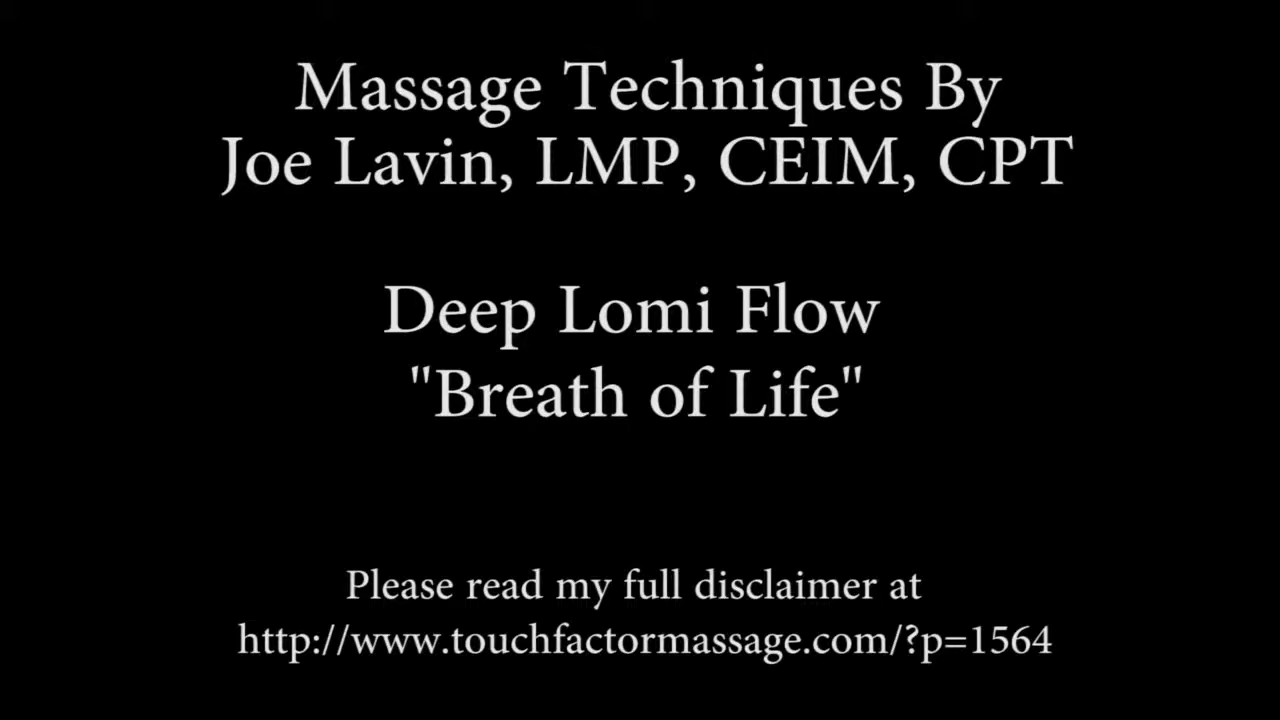 Massage Techniques By
Joe Lavin, LMP, CEIM, CPT
Deep Lomi Flow
"Breath of Life"
Please read my full disclaimer at
http://www.touchfactormassage.com/?p=1564